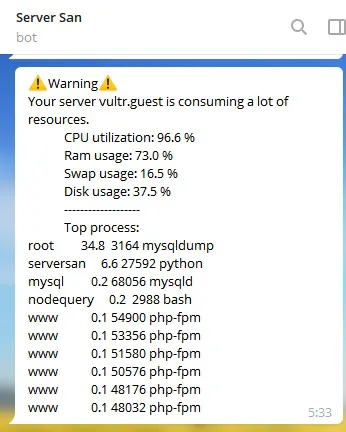 Server San
bot
⚠️Warning⚠️
Your server vultr.guest is consuming a lot of
resources.
CPU utilization: 96.6 %
Ram usage: 73.0 %
Swap usage: 16.5 %
Disk usage: 37.5 %
-------------------
Top process:
root 34.8 3164 mysqldump
serversan 6.6 27592 python
mysql 0.2 68056 mysqld
nodequery 0.2 2988 bash
www 0.1 54900 php-fpm
www 0.1 53356 php-fpm
www 0.1 51580 php-fpm
www 0.1 50576 php-fpm
www 0.1 48176 php-fpm
www 0.1 48032 php-fpm
5:33